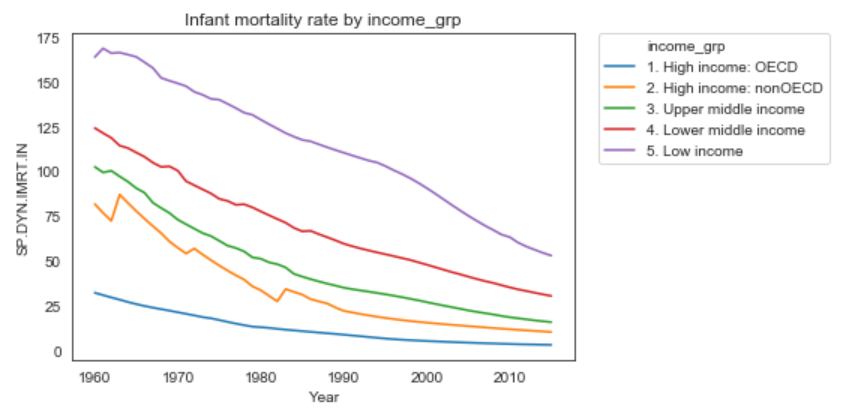 Infant mortality rate by income_grp
income_grp
1. High income: OECD
2. High income: nonOECD
3. Upper middle income
4. Lower middle income
5. Low income
SP.DYN.IMRT.IN
175
150
125
100
75
50
25
0
1960 1970 1980 1990 2000 2010
Year